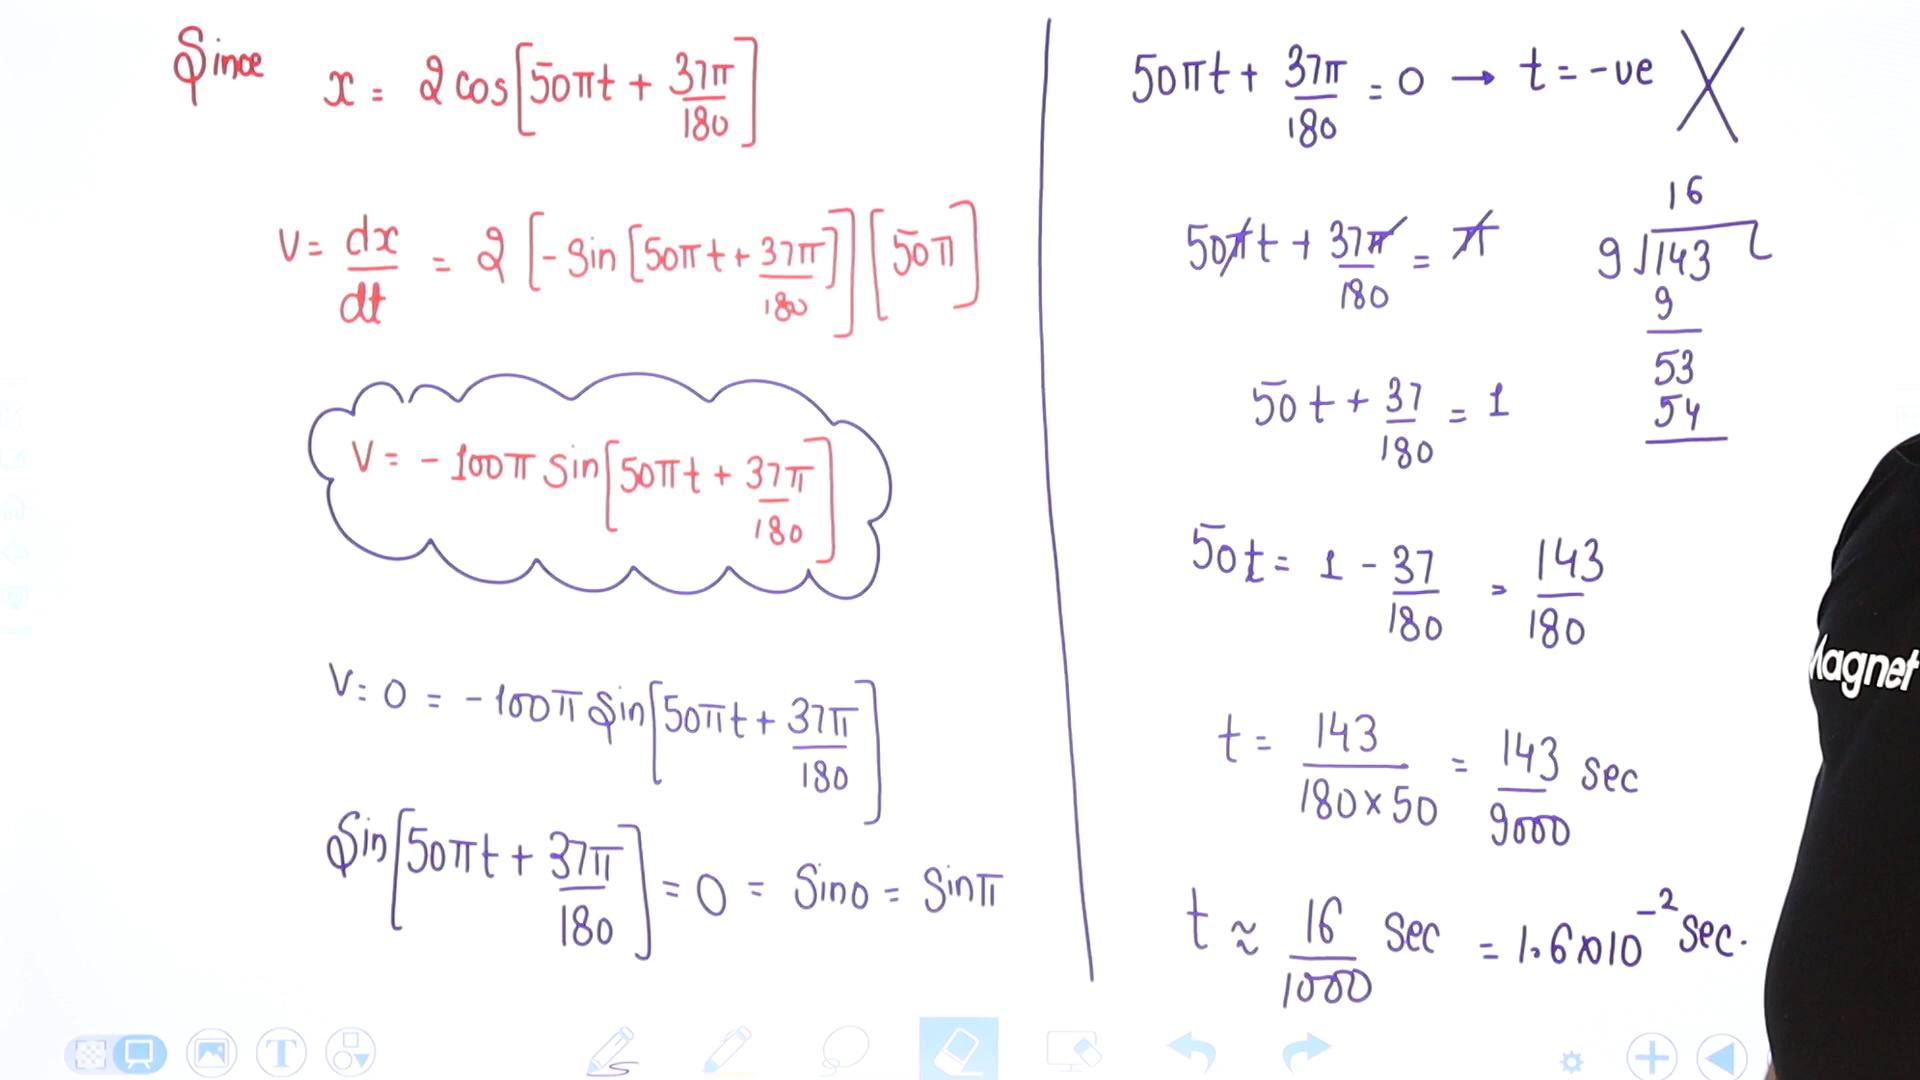 Since x = 2 cos[50πt + 37π/180]
V = dx/dt = 2 [- Sin [50πt + 37π/180]] [50π]
V = - 100π Sin[50πt + 37π/180]
V = 0 = - 100π Sin[50πt + 37π/180]
Sin[50πt + 37π/180] = 0 = Sin0 = Sinπ
50πt + 37π/180 = 0 → t = -ve X
50πt + 37π/180 = π
50t + 37/180 = 1
50t = 1 - 37/180 = 143/180
t = 143/180×50 = 143/9000 sec
t ≈ 16/1000 Sec = 1.6×10⁻² Sec.
16
9 √143
9
53
54
Magnet
T